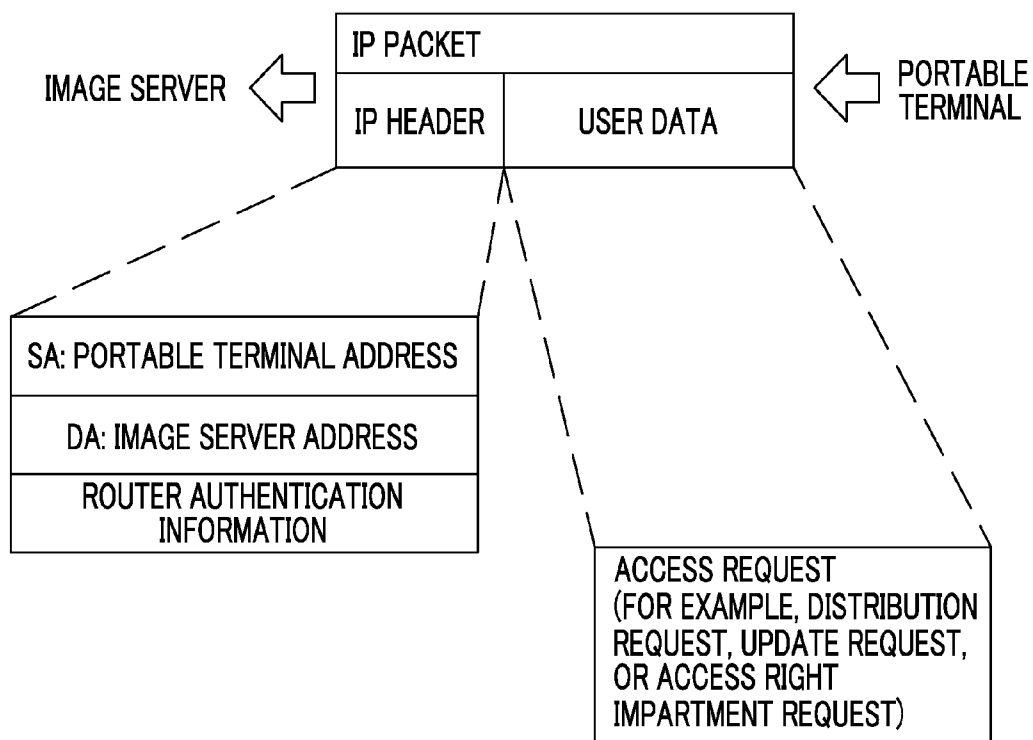 IP PACKET
IMAGE SERVER
PORTABLE
TERMINAL
IP HEADER
USER DATA
SA: PORTABLE TERMINAL ADDRESS
DA: IMAGE SERVER ADDRESS
ROUTER AUTHENTICATION
INFORMATION
ACCESS REQUEST
(FOR EXAMPLE, DISTRIBUTION
REQUEST, UPDATE REQUEST,
OR ACCESS RIGHT
IMPARTMENT REQUEST)